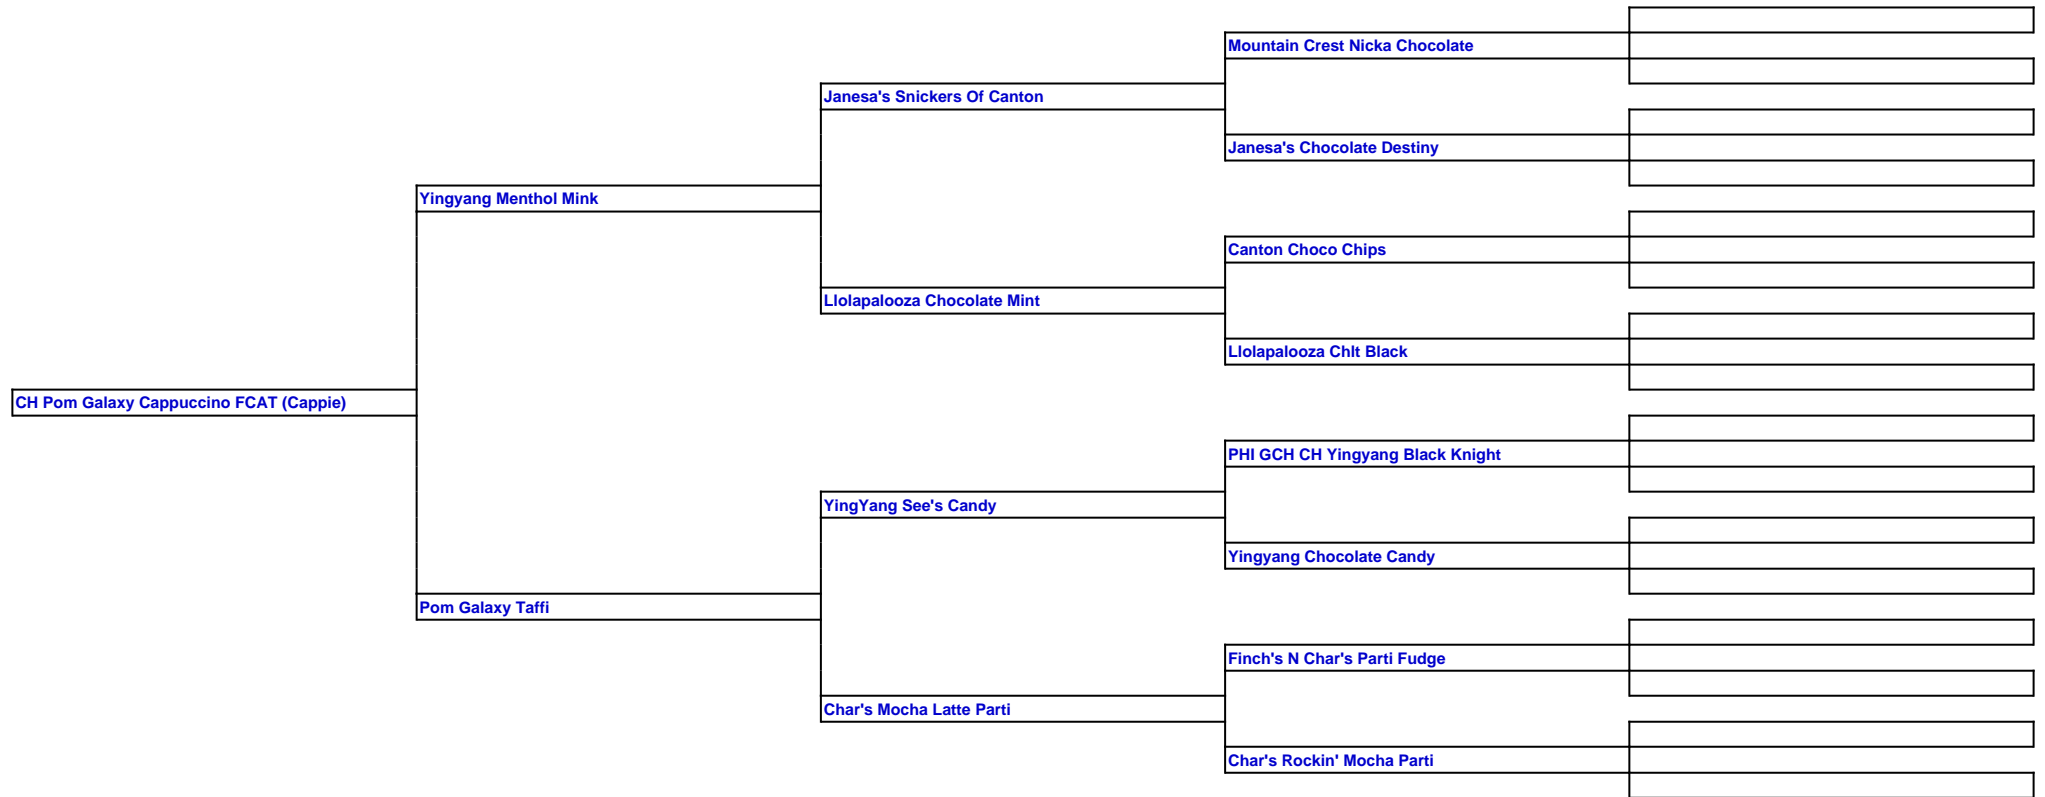 Mountain Crest Nicka Chocolate
Janesa's Snickers Of Canton
Janesa's Chocolate Destiny
Yingyang Menthol Mink
Canton Choco Chips
Llolapalooza Chocolate Mint
Llolapalooza Chlt Black
CH Pom Galaxy Cappuccino FCAT (Cappie)
PHI GCH CH Yingyang Black Knight
YingYang See's Candy
Yingyang Chocolate Candy
Pom Galaxy Taffi
Finch's N Char's Parti Fudge
Char's Mocha Latte Parti
Char's Rockin' Mocha Parti